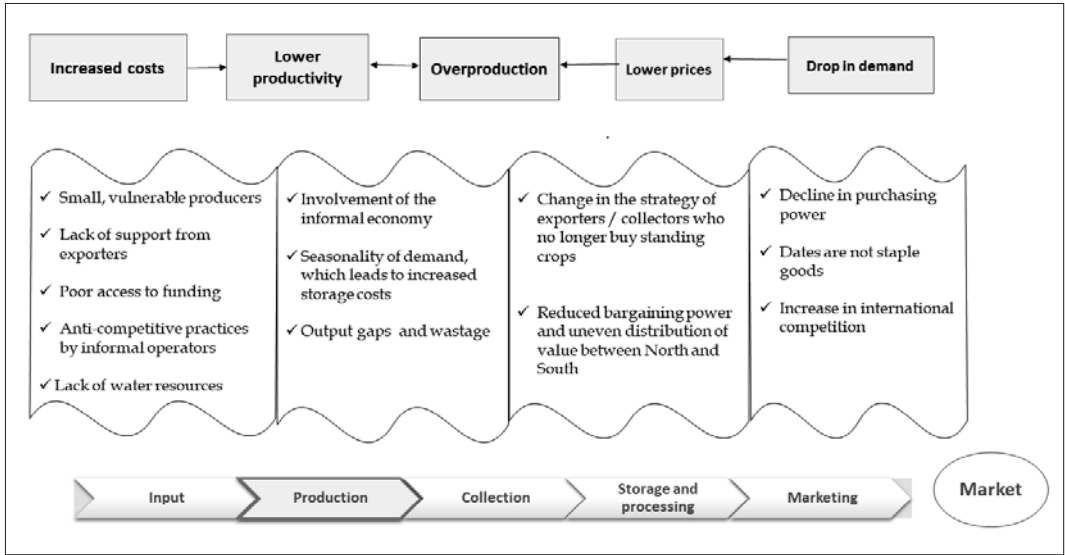 Increased costs
Lower
productivity
Overproduction
Lower prices
Drop in demand
✓ Small, vulnerable producers
✓ Lack of support from
exporters
✓ Poor access to funding
✓ Anti-competitive practices
by informal operators
✓ Lack of water resources
✓ Involvement of the
informal economy
✓ Seasonality of demand,
which leads to increased
storage costs
✓ Output gaps and wastage
✓ Change in the strategy of
exporters / collectors who
no longer buy standing
crops
✓ Reduced bargaining power
and uneven distribution of
value between North and
South
✓ Decline in purchasing
power
✓ Dates are not staple
goods
✓ Increase in international
competition
Input
Production
Collection
Storage and
processing
Marketing
Market